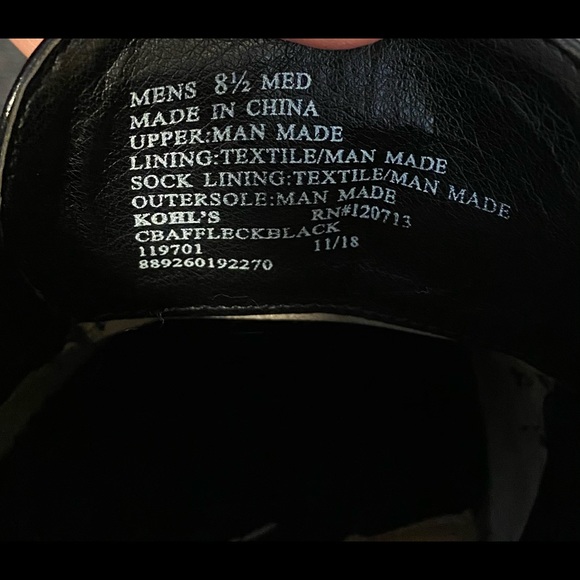 MENS 8½ MED
MADE IN CHINA
UPPER:MAN MADE
LINING:TEXTILE/MAN MADE
SOCK LINING:TEXTILE/MAN MADE
OUTERSOLE:MAN MADE
KOHL'S RN#120713
CBAFFLECKBLACK
119701 11/18
889260192270